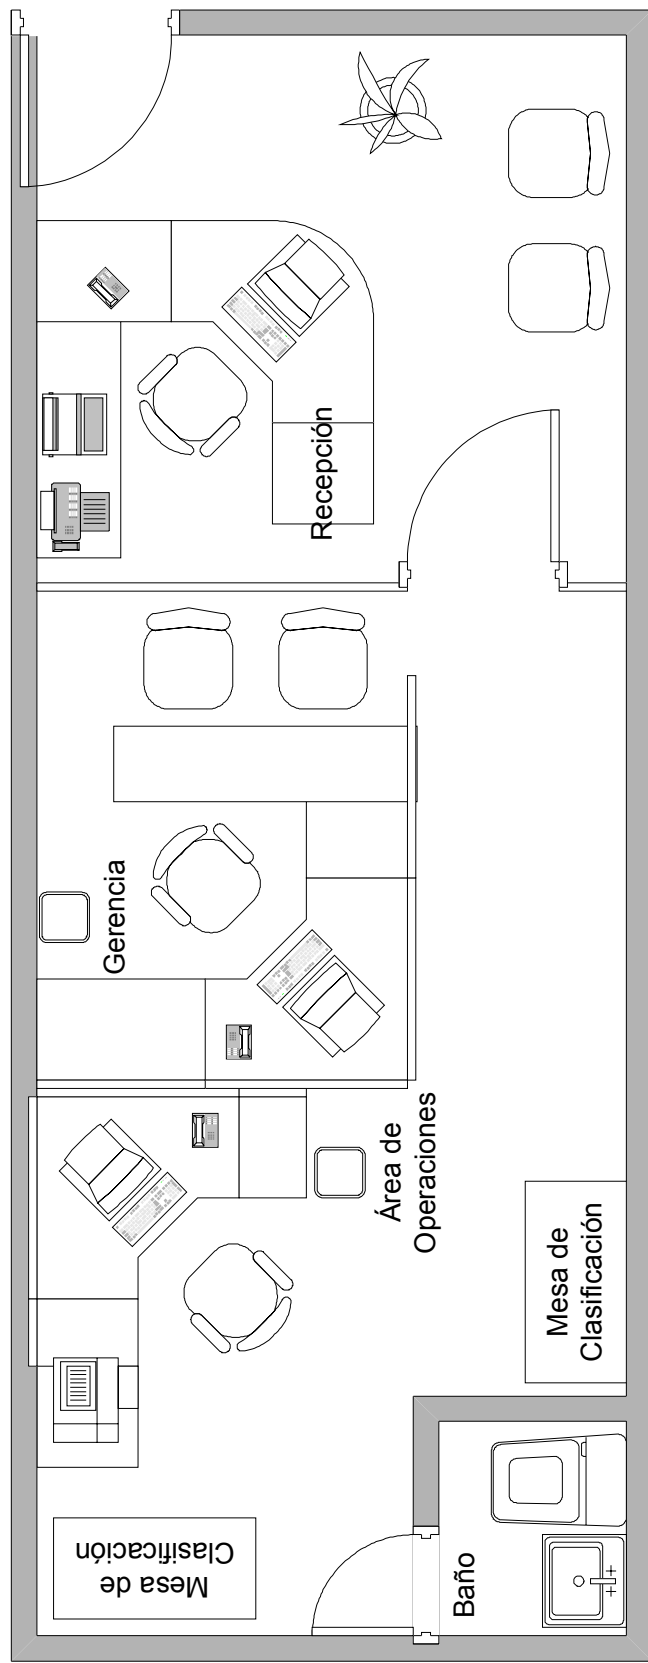 Recepción
Gerencia
Área de
Operaciones
Mesa de
Clasificación
Mesa de
Clasificación
Baño